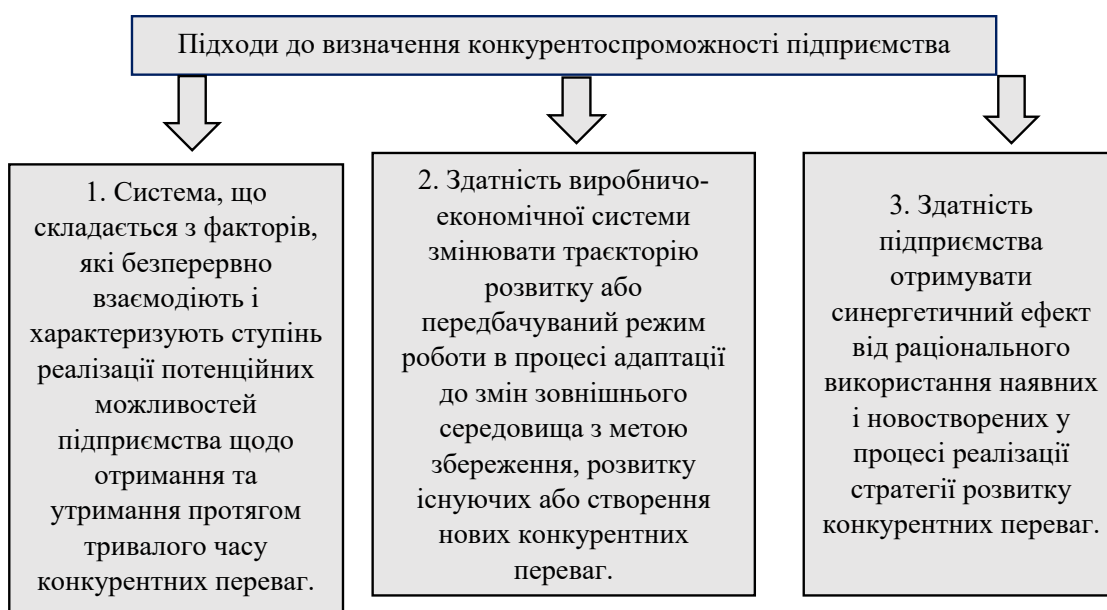 Підходи до визначення конкурентоспроможності підприємства
1. Система, що
складається з факторів,
які безперервно
взаємодіють і
характеризують ступінь
реалізації потенційних
можливостей
підприємства щодо
отримання та
утримання протягом
тривалого часу
конкурентних переваг.
2. Здатність виробничо-
економічної системи
змінювати траєкторію
розвитку або
передбачуваний режим
роботи в процесі адаптації
до змін зовнішнього
середовища з метою
збереження, розвитку
існуючих або створення
нових конкурентних
переваг.
3. Здатність
підприємства
отримувати
синергетичний ефект
від раціонального
використання наявних
і новостворених у
процесі реалізації
стратегії розвитку
конкурентних переваг.